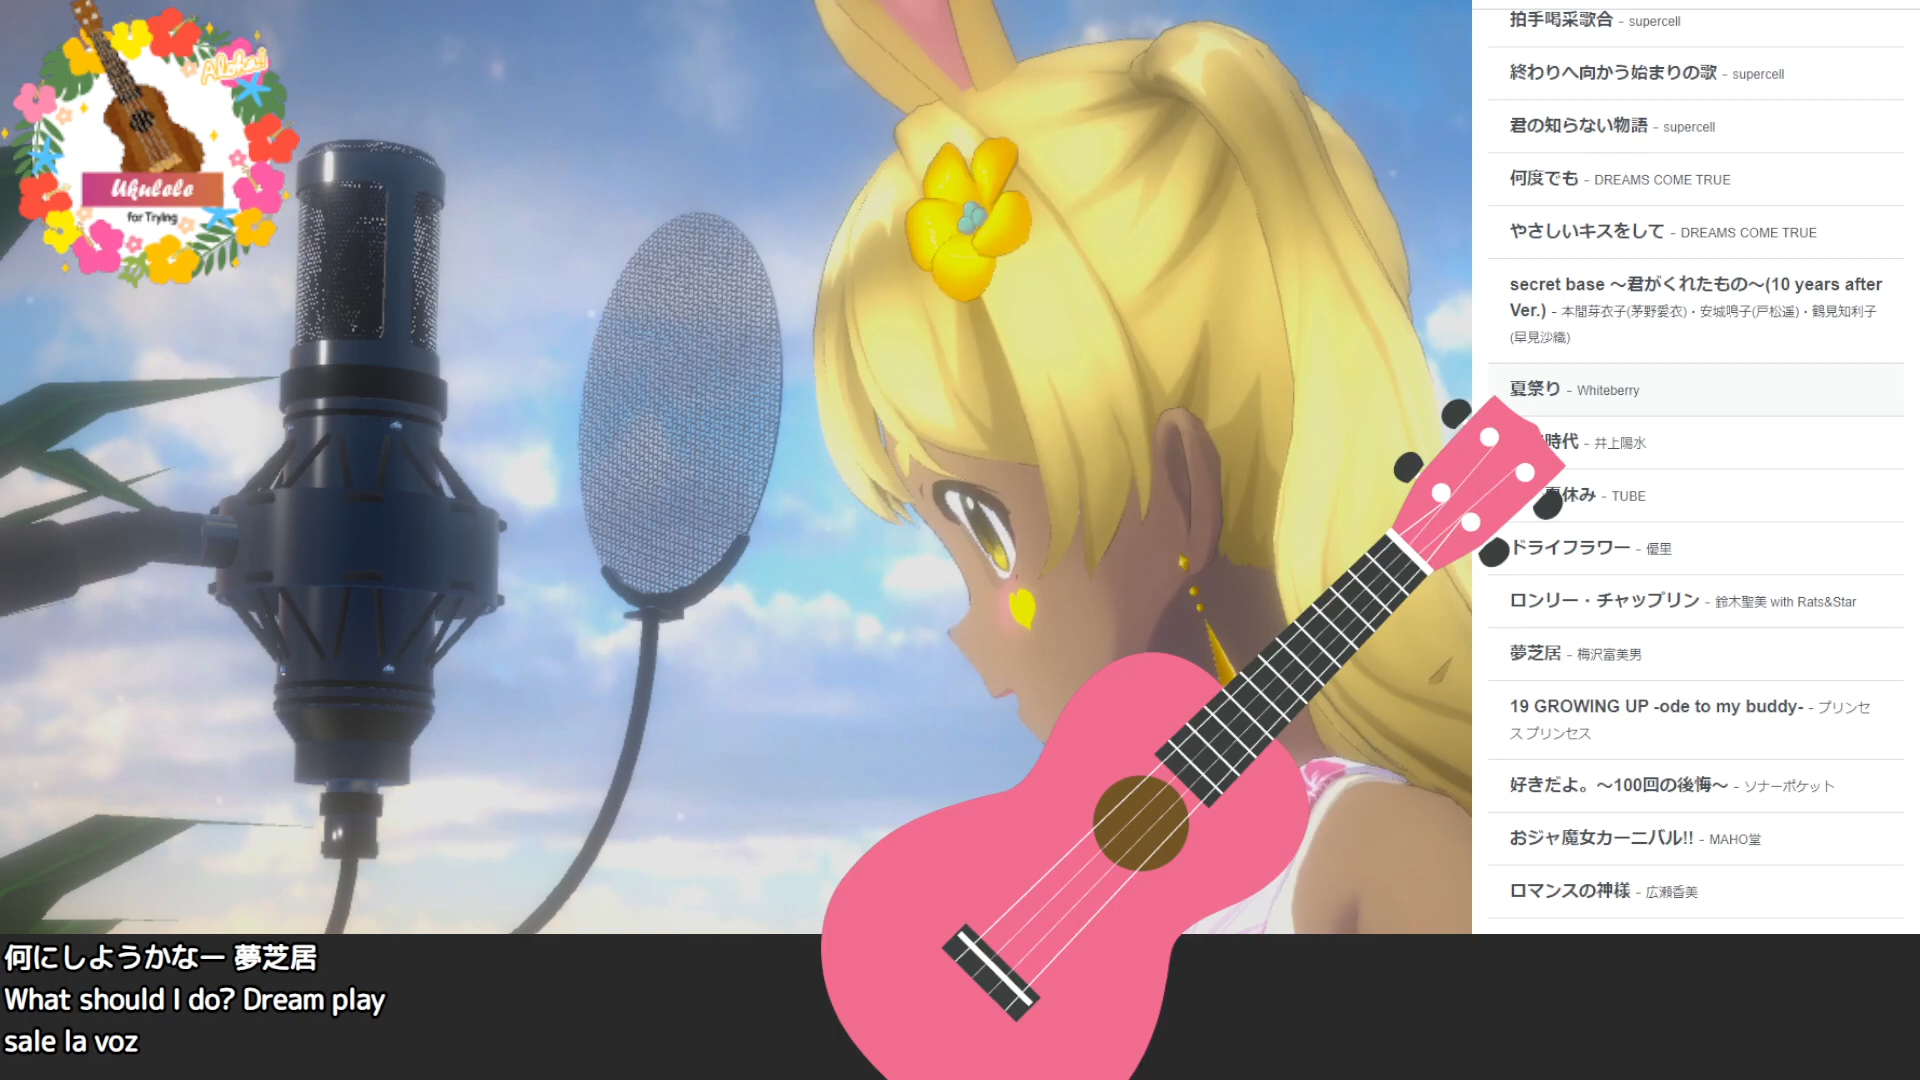 Aloha!!
Ukulele
for Trying
拍手喝采歌合 - supercell
終わりへ向かう始まりの歌 - supercell
君の知らない物語 - supercell
何度でも - DREAMS COME TRUE
やさしいキスをして - DREAMS COME TRUE
secret base ～君がくれたもの～(10 years after
Ver.) - 本間芽衣子(茅野愛衣)・安城鳴子(戸松遥)・鶴見知利子
(早見沙織)
夏祭り - Whiteberry
時代 - 井上陽水
夏休み - TUBE
ドライフラワー - 優里
ロンリー・チャップリン - 鈴木聖美 with Rats&Star
夢芝居 - 梅沢富美男
19 GROWING UP -ode to my buddy- - プリンセ
ス プリンセス
好きだよ。～100回の後悔～ - ソナーポケット
おジャ魔女カーニバル!! - MAHO堂
ロマンスの神様 - 広瀬香美
何にしようかなー 夢芝居
What should I do? Dream play
sale la voz